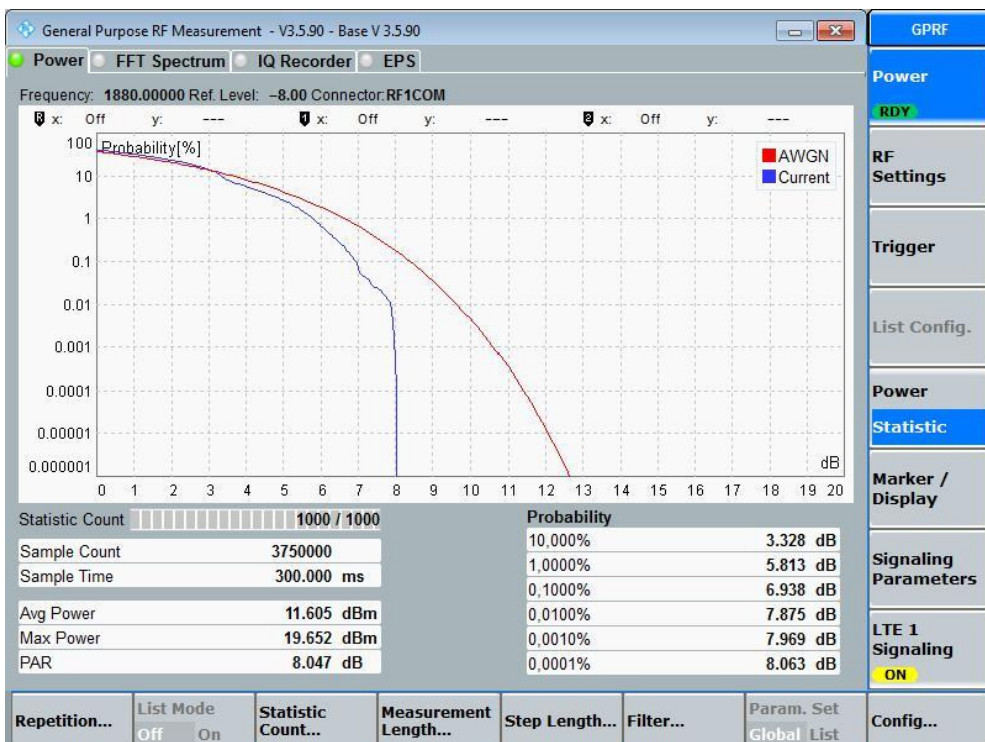 General Purpose RF Measurement - V3.5.90 - Base V 3.5.90
GPRF
Power FFT Spectrum IQ Recorder EPS
Frequency: 1880.00000 Ref. Level: −8.00 Connector:RF1COM
R x: Off y: --- 1 x: Off y: --- 2 x: Off y: ---
Probability[%]
100
10
1
0.1
0.01
0.001
0.0001
0.00001
0.000001
AWGN
Current
dB
0 1 2 3 4 5 6 7 8 9 10 11 12 13 14 15 16 17 18 19 20
Statistic Count 1000 / 1000
Sample Count 3750000
Sample Time 300.000 ms
Avg Power 11.605 dBm
Max Power 19.652 dBm
PAR 8.047 dB
Probability
10,000% 3.328 dB
1,0000% 5.813 dB
0,1000% 6.938 dB
0,0100% 7.875 dB
0,0010% 7.969 dB
0,0001% 8.063 dB
Power
RDY
RF
Settings
Trigger
List Config.
Power
Statistic
Marker /
Display
Signaling
Parameters
LTE 1
Signaling
ON
Repetition...
List Mode
Off On
Statistic
Count...
Measurement
Length...
Step Length...
Filter...
Param. Set
Global List
Config...